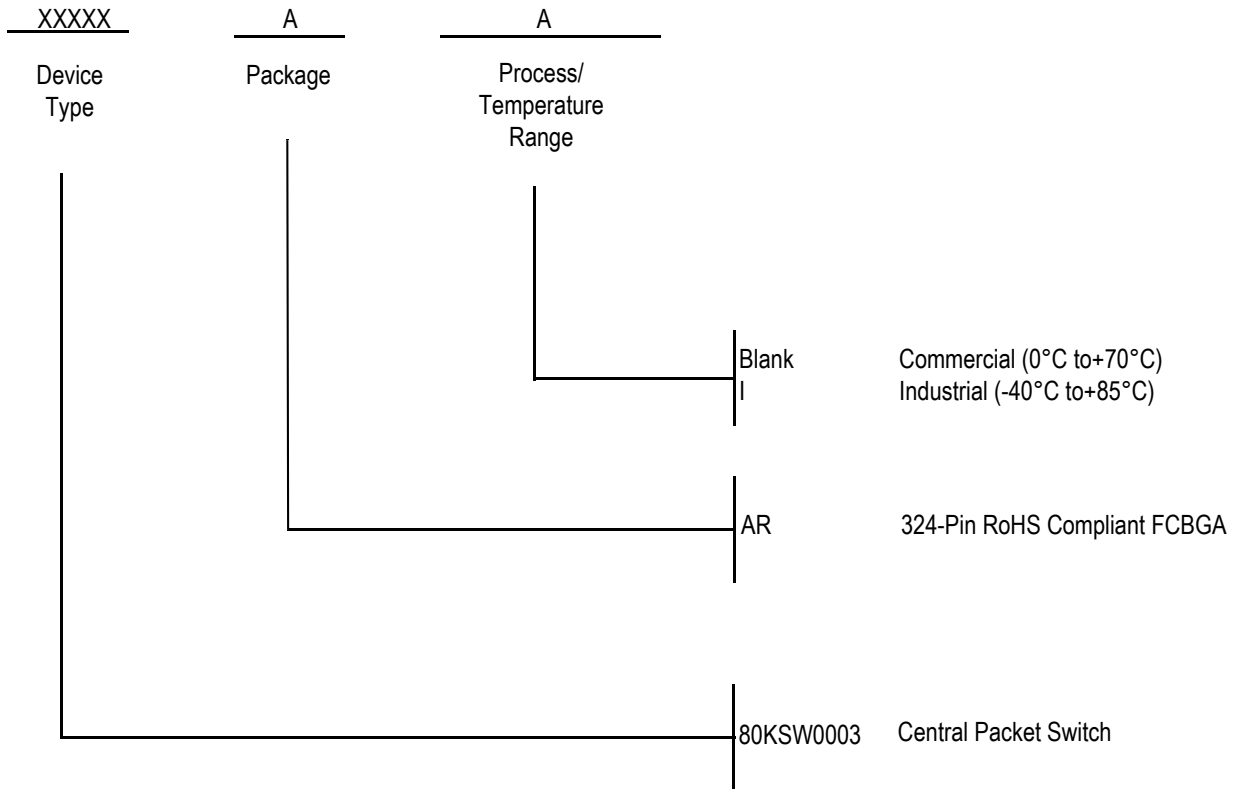 XXXXX A A
Device Type
Package
Process/ Temperature Range
Blank Commercial (0°C to+70°C)
I Industrial (-40°C to+85°C)
AR 324-Pin RoHS Compliant FCBGA
80KSW0003 Central Packet Switch